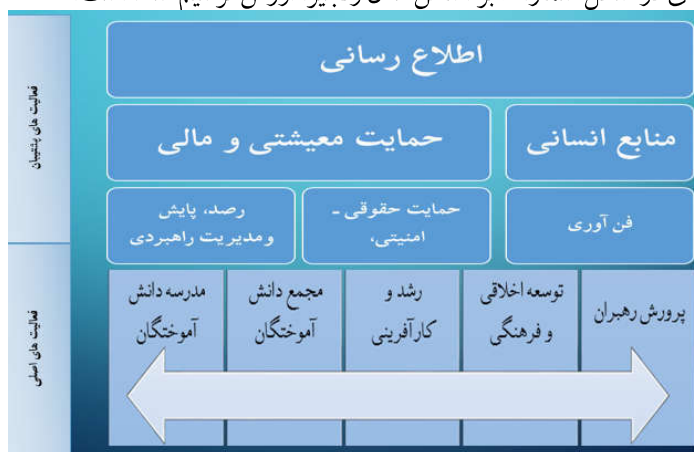 اطلاع رسانی
منابع انسانی
حمایت معیشتی و مالی
فن آوری
حمایت حقوقی -
امنیتی،
رصد، پایش
و مدیریت راهبردی
فعالیت های پشتیبان
پرورش رهبران
توسعه اخلاقی
و فرهنگی
رشد و
کارآفرینی
مجمع دانش
آموختگان
مدرسه دانش
آموختگان
فعالیت های اصلی